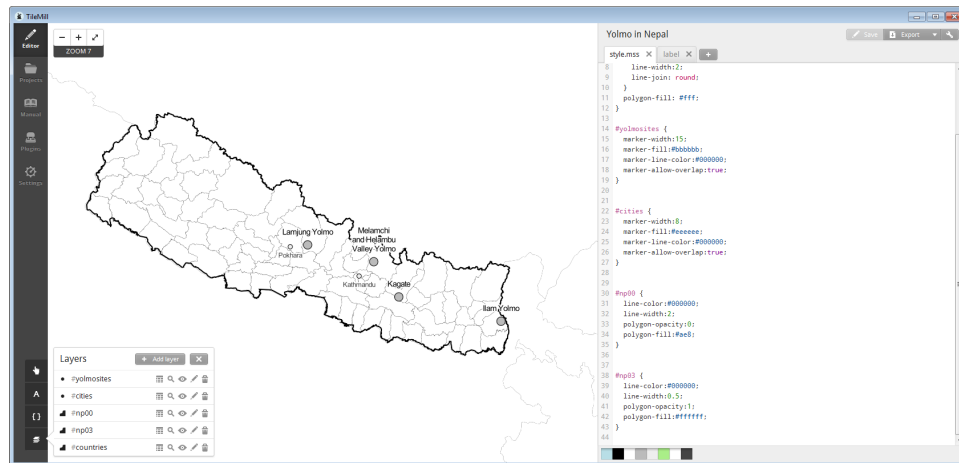 TileMill
Editor
Projects
Manual
Plugins
Settings
ZOOM 7
Lamjung Yolmo
Pokhara
Melamchi
and Helambu
Valley Yolmo
Kathmandu
Kagate
Ilam Yolmo
Layers
+ Add layer
#yolmosites
#cities
#np00
#np03
#countries
A
{ }
Yolmo in Nepal
Save
Export
style.mss
label
8 line-width:2;
9 line-join: round;
10 }
11 polygon-fill: #fff;
12 }
13
14 #yolmosites {
15 marker-width:15;
16 marker-fill:#bbbbbb;
17 marker-line-color:#000000;
18 marker-allow-overlap:true;
19 }
20
21
22 #cities {
23 marker-width:8;
24 marker-fill:#eeeeee;
25 marker-line-color:#000000;
26 marker-allow-overlap:true;
27 }
28
29
30 #np00 {
31 line-color:#000000;
32 line-width:2;
33 polygon-opacity:0;
34 polygon-fill:#ae8;
35 }
36
37
38 #np03 {
39 line-color:#000000;
40 line-width:0.5;
41 polygon-opacity:1;
42 polygon-fill:#ffffff;
43 }
44